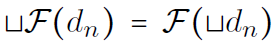 ⊔ℱ(dₙ) = ℱ(⊔dₙ)